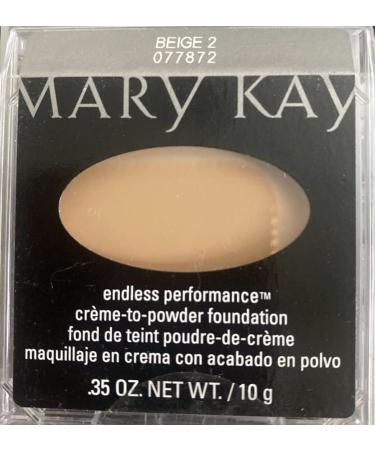 BEIGE 2
077872
MARY KAY
endless performance™
crème-to-powder foundation
fond de teint poudre-de-crème
maquillaje en crema con acabado en polvo
.35 OZ. NET WT. / 10 g